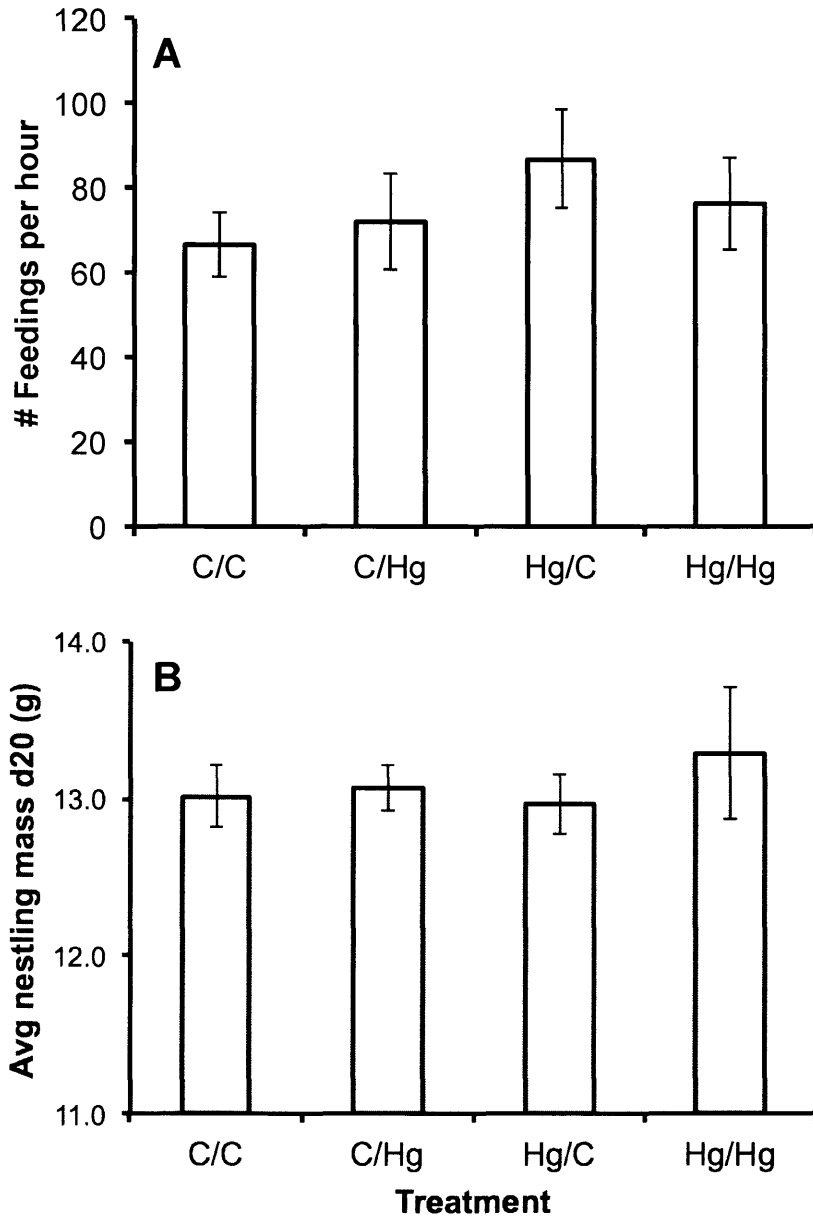 A
# Feedings per hour
120
100
80
60
40
20
0
C/C
C/Hg
Hg/C
Hg/Hg
B
Avg nestling mass d20 (g)
14.0
13.0
12.0
11.0
C/C
C/Hg
Hg/C
Hg/Hg
Treatment